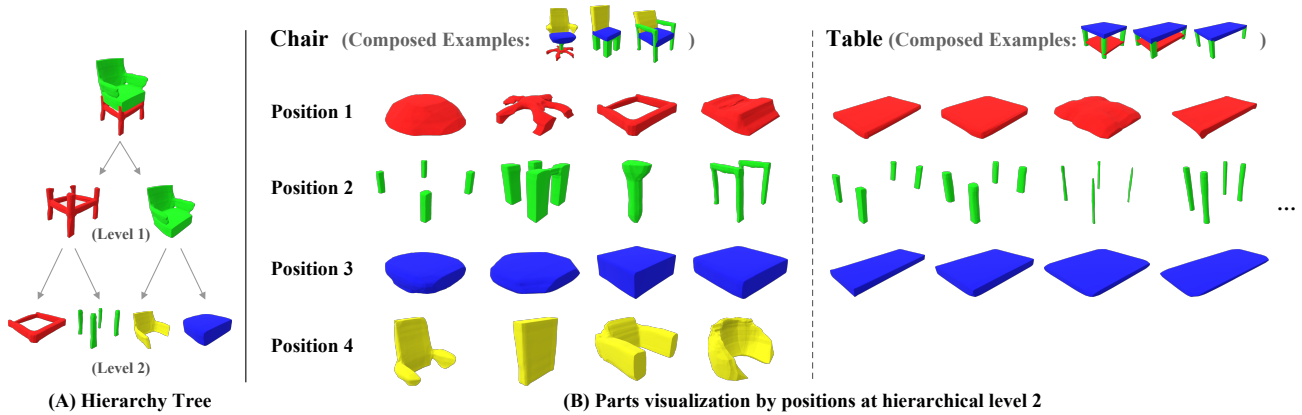 Chair (Composed Examples: )
Table (Composed Examples: )
Position 1
Position 2
(Level 1)
...
Position 3
Position 4
(Level 2)
(A) Hierarchy Tree
(B) Parts visualization by positions at hierarchical level 2